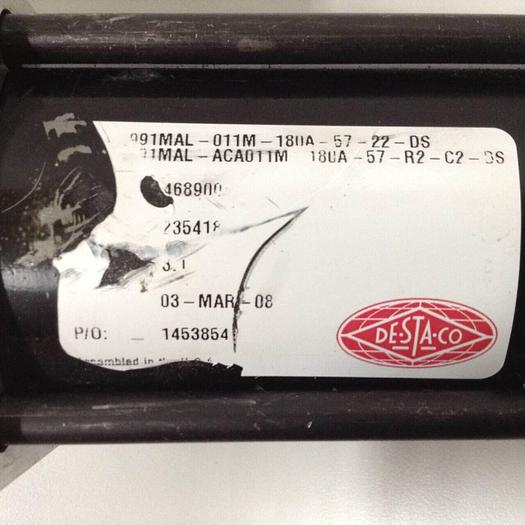 991MAL-011M-180A-57-22-DS
91MAL-ACA011M 180A-57-R2-C2-DS
468900
235418
3.1
03-MAR-08
P/O: 1453854
DE-STA-CO